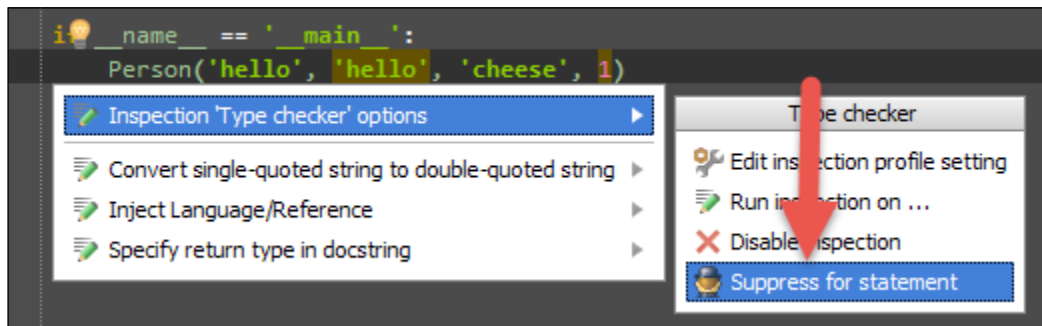 if __name__ == '__main__':
Person('hello', 'hello', 'cheese', 1)
Inspection 'Type checker' options
Convert single-quoted string to double-quoted string
Inject Language/Reference
Specify return type in docstring
Type checker
Edit inspection profile setting
Run inspection on ...
Disable inspection
Suppress for statement